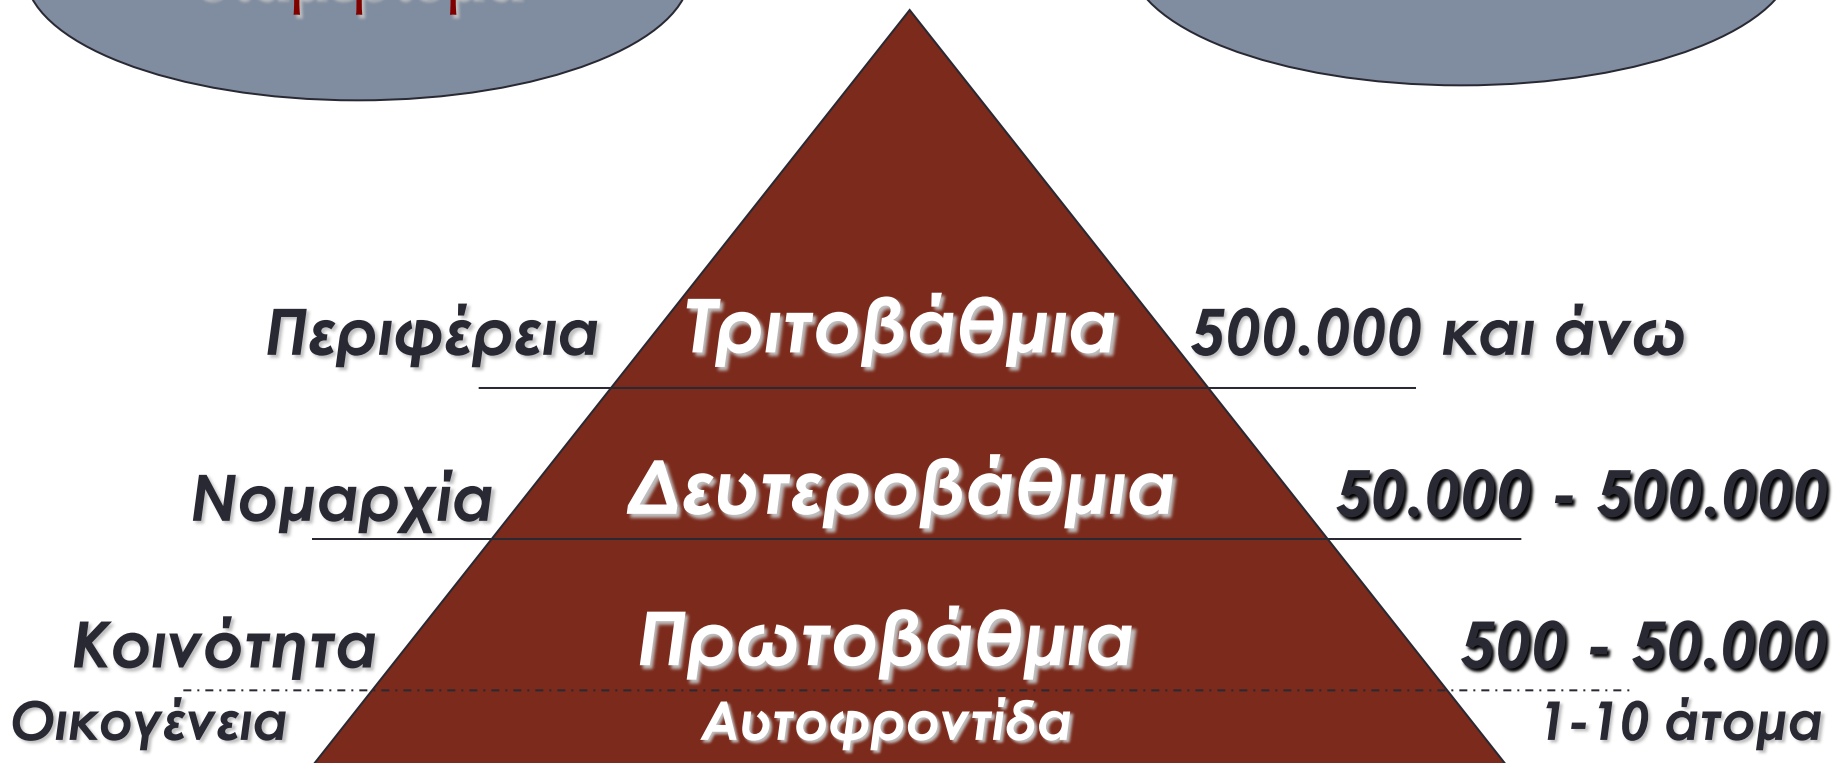 Περιφέρεια Τριτοβάθμια 500.000 και άνω
Νομαρχία Δευτεροβάθμια 50.000 - 500.000
Κοινότητα Πρωτοβάθμια 500 - 50.000
Οικογένεια Αυτοφροντίδα 1-10 άτομα